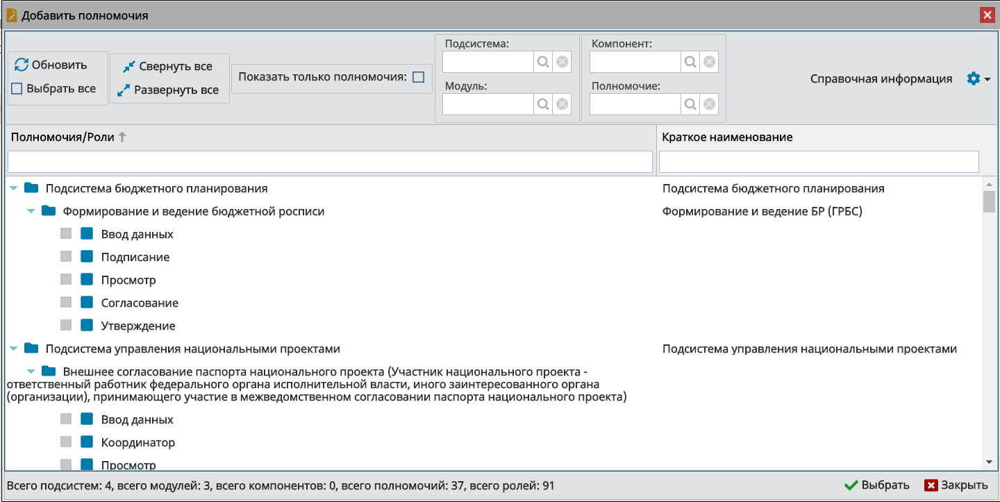 Добавить полномочия
Обновить
Выбрать все
Свернуть все
Развернуть все
Показать только полномочия:
Подсистема:
Модуль:
Компонент:
Полномочие:
Справочная информация
Полномочия/Роли
Краткое наименование
Подсистема бюджетного планирования
Подсистема бюджетного планирования
Формирование и ведение бюджетной росписи
Формирование и ведение БР (ГРБС)
Ввод данных
Подписание
Просмотр
Согласование
Утверждение
Подсистема управления национальными проектами
Подсистема управления национальными проектами
Внешнее согласование паспорта национального проекта (Участник национального проекта -
ответственный работник федерального органа исполнительной власти, иного заинтересованного органа
(организации), принимающего участие в межведомственном согласовании паспорта национального проекта)
Ввод данных
Координатор
Просмотр
Всего подсистем: 4, всего модулей: 3, всего компонентов: 0, всего полномочий: 37, всего ролей: 91
Выбрать
Закрыть